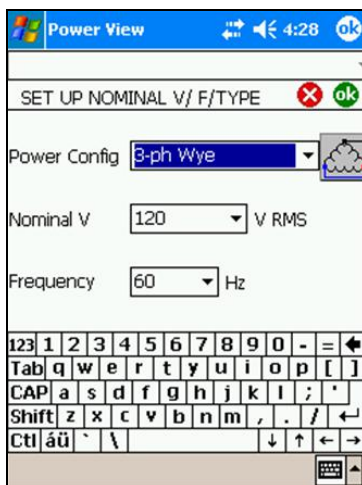 Power View 4:28 ok
SET UP NOMINAL V/ F/TYPE ok
Power Config 3-ph Wye
Nominal V 120 V RMS
Frequency 60 Hz
123 1 2 3 4 5 6 7 8 9 0 - = 
Tab q w e r t y u i o p [ ]
CAP a s d f g h j k l ; '
Shift z x c v b n m , . / ↵
Ctl áü ` \ ↓ ↑ ← →